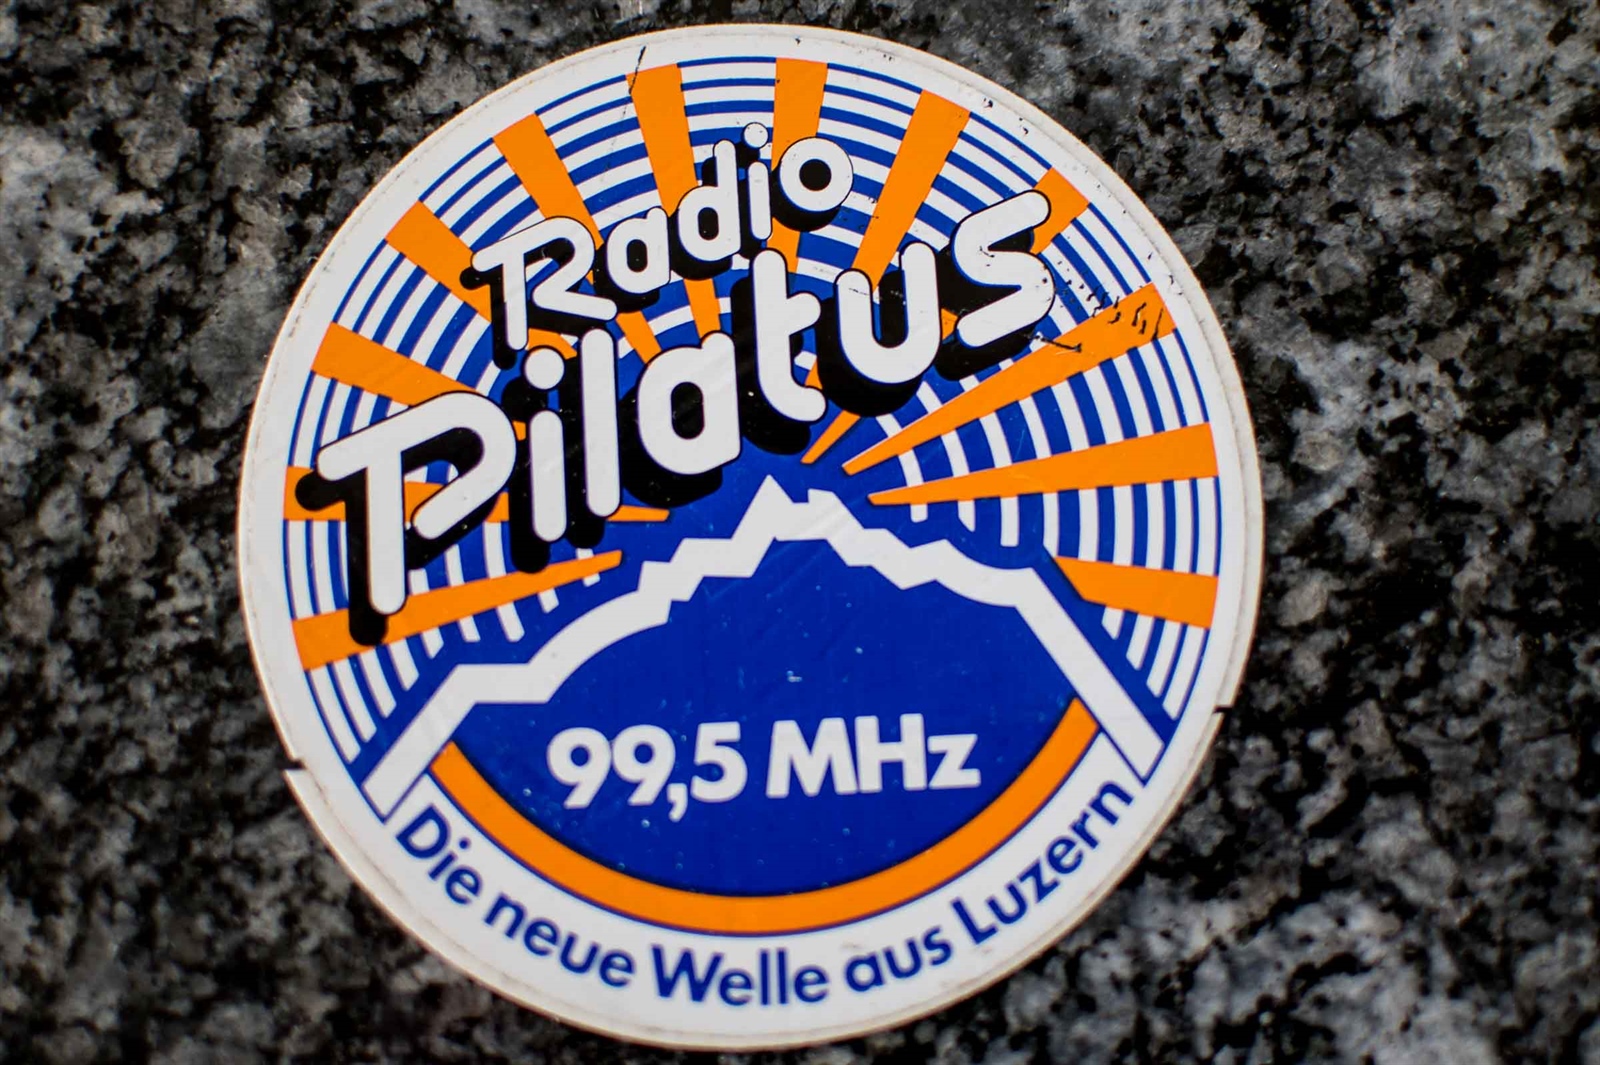 Radio
Pilatus
99,5 MHz
Die neue Welle aus Luzern